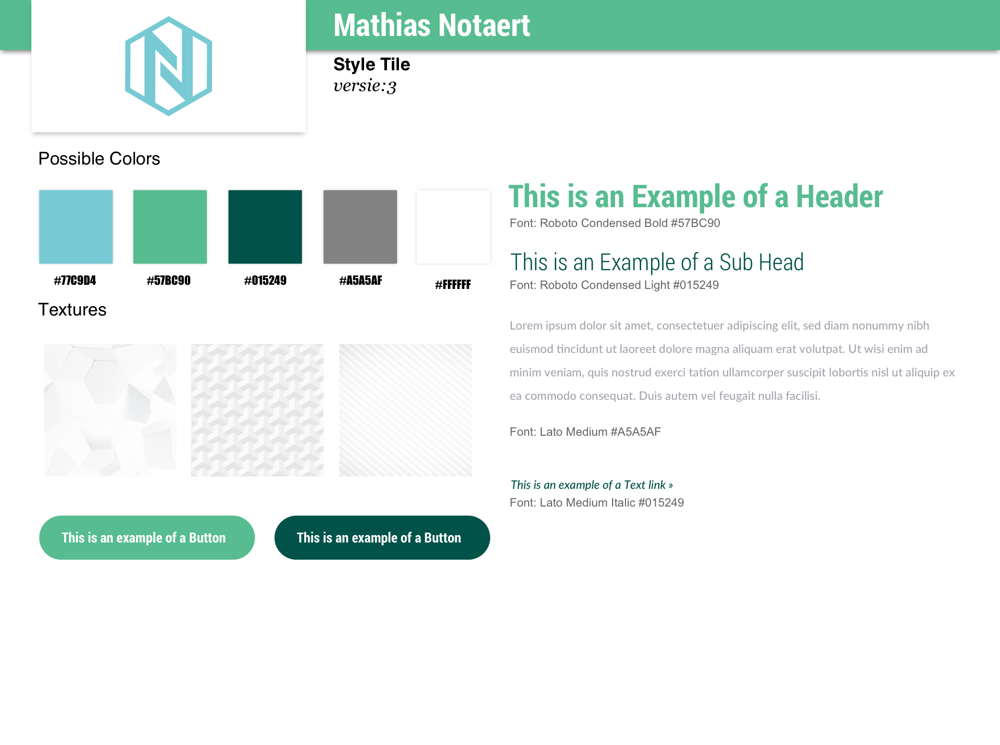 Mathias Notaert
Style Tile
versie:3
Possible Colors
#77C9D4
#57BC90
#015249
#A5A5AF
#FFFFFF
Textures
This is an example of a Button
This is an example of a Button
This is an Example of a Header
Font: Roboto Condensed Bold #57BC90
This is an Example of a Sub Head
Font: Roboto Condensed Light #015249
Lorem ipsum dolor sit amet, consectetuer adipiscing elit, sed diam nonummy nibh
euismod tincidunt ut laoreet dolore magna aliquam erat volutpat. Ut wisi enim ad
minim veniam, quis nostrud exerci tation ullamcorper suscipit lobortis nisl ut aliquip ex
ea commodo consequat. Duis autem vel feugait nulla facilisi.
Font: Lato Medium #A5A5AF
This is an example of a Text link »
Font: Lato Medium Italic #015249